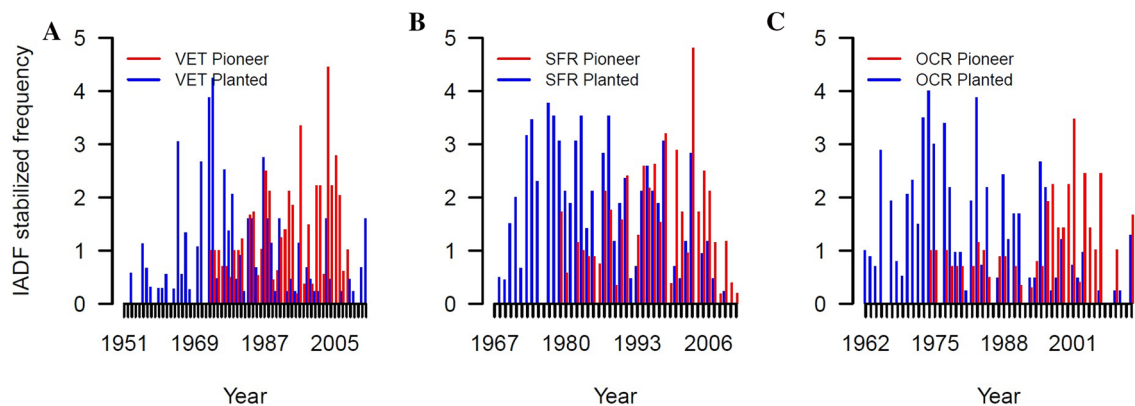 A
B
C
IADF stabilized frequency
5
4
3
2
1
0
VET Pioneer
VET Planted
1951 1969 1987 2005
Year
5
4
3
2
1
0
SFR Pioneer
SFR Planted
1967 1980 1993 2006
Year
5
4
3
2
1
0
OCR Pioneer
OCR Planted
1962 1975 1988 2001
Year